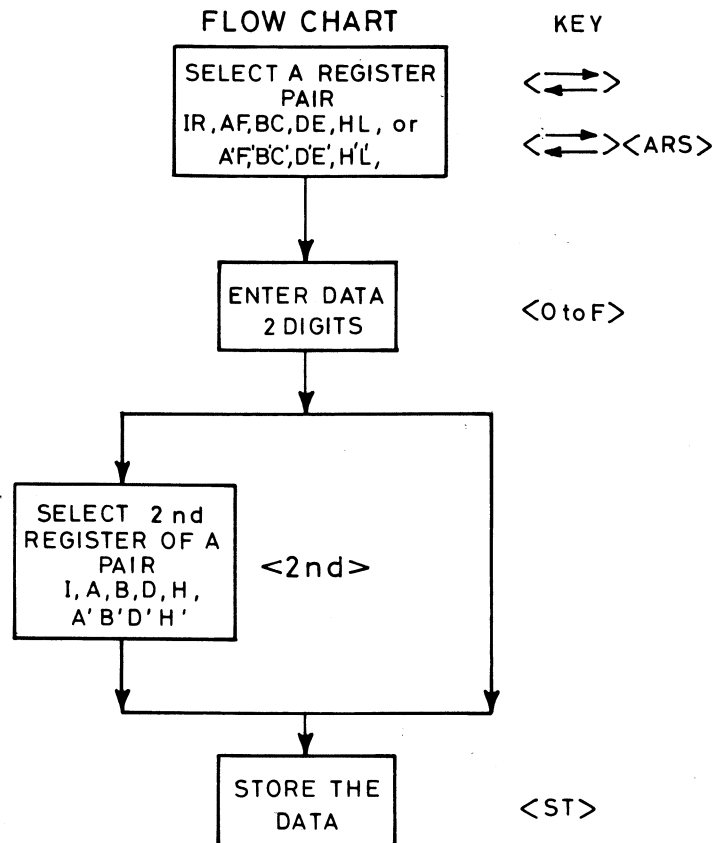 FLOW CHART
KEY
SELECT A REGISTER
PAIR
IR, AF, BC, DE, HL, or
A'F,'B'C',D'E',H'L',
<⇄>
<⇄><ARS>
ENTER DATA
2 DIGITS
<0 to F>
SELECT 2nd
REGISTER OF A
PAIR
I, A, B, D, H,
A' B' D' H'
<2nd>
STORE THE
DATA
<ST>